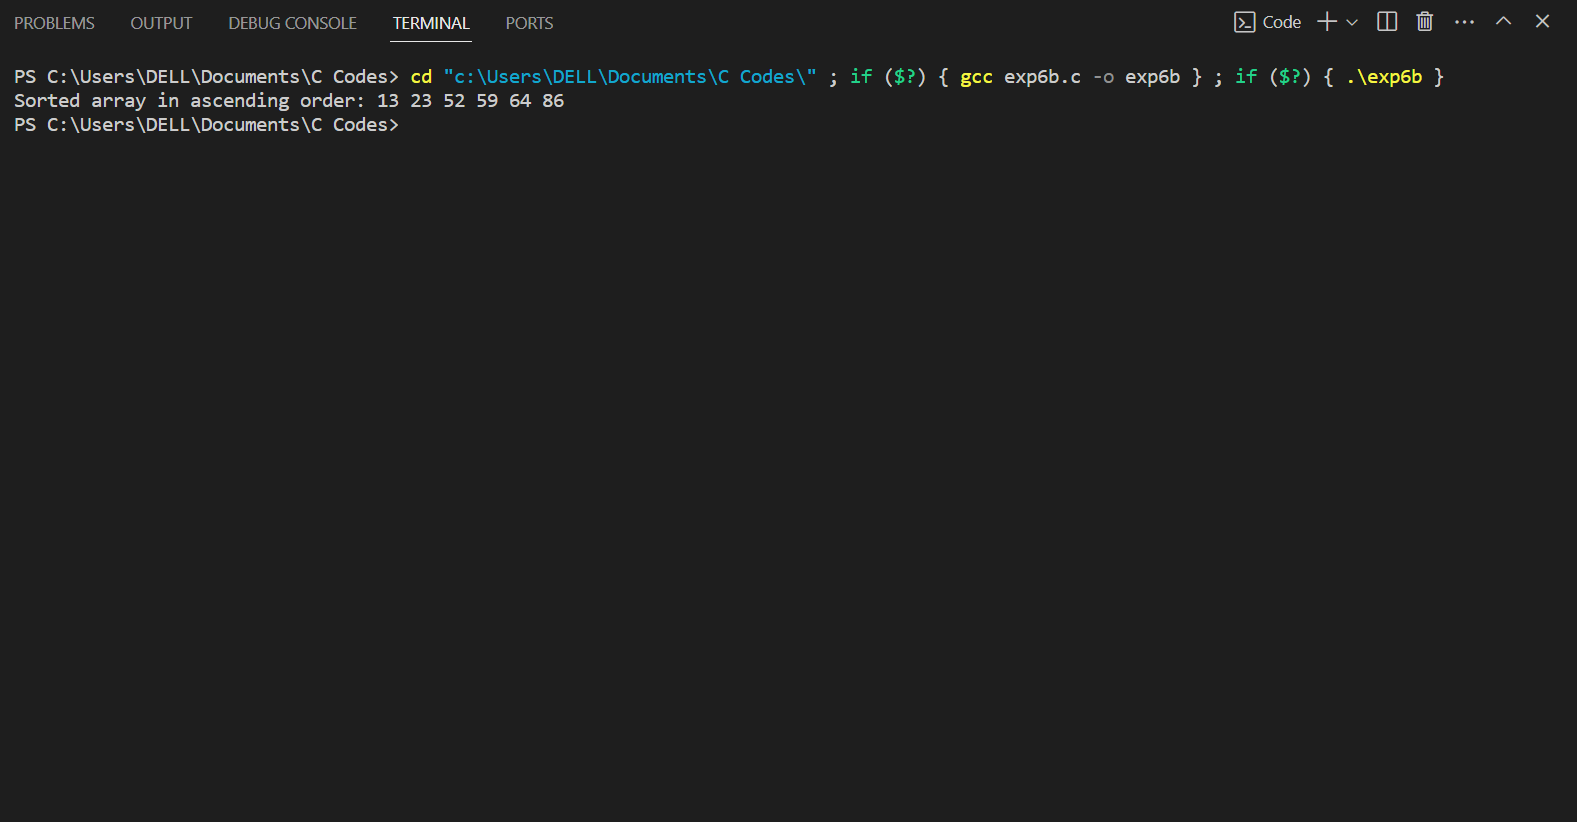 PROBLEMS OUTPUT DEBUG CONSOLE TERMINAL PORTS Code
PS C:\Users\DELL\Documents\C Codes> cd "c:\Users\DELL\Documents\C Codes\" ; if ($?) { gcc exp6b.c -o exp6b } ; if ($?) { .\exp6b }
Sorted array in ascending order: 13 23 52 59 64 86
PS C:\Users\DELL\Documents\C Codes>